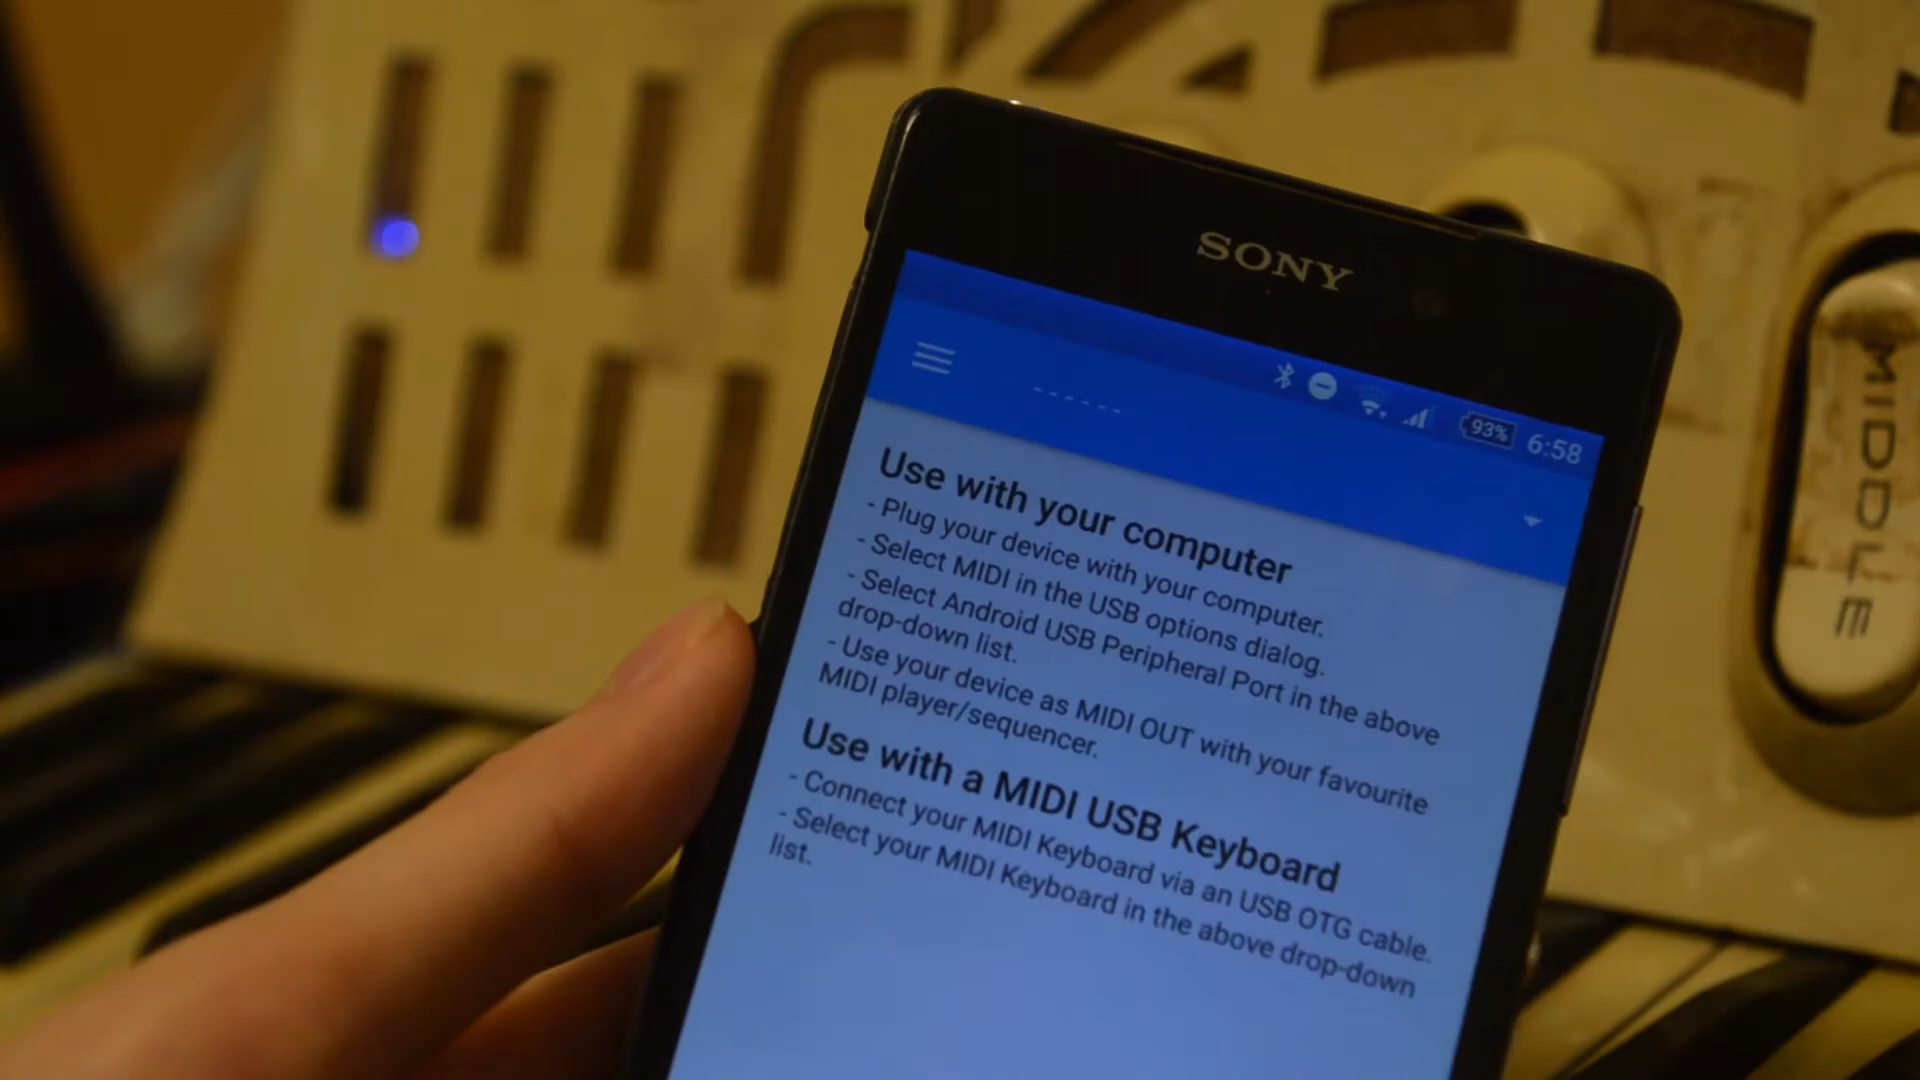 SONY
93% 6:58
------
Use with your computer
- Plug your device with your computer.
- Select MIDI in the USB options dialog.
- Select Android USB Peripheral Port in the above
drop-down list.
- Use your device as MIDI OUT with your favourite
MIDI player/sequencer.
Use with a MIDI USB Keyboard
- Connect your MIDI Keyboard via an USB OTG cable.
- Select your MIDI Keyboard in the above drop-down
list.
MIDDLE